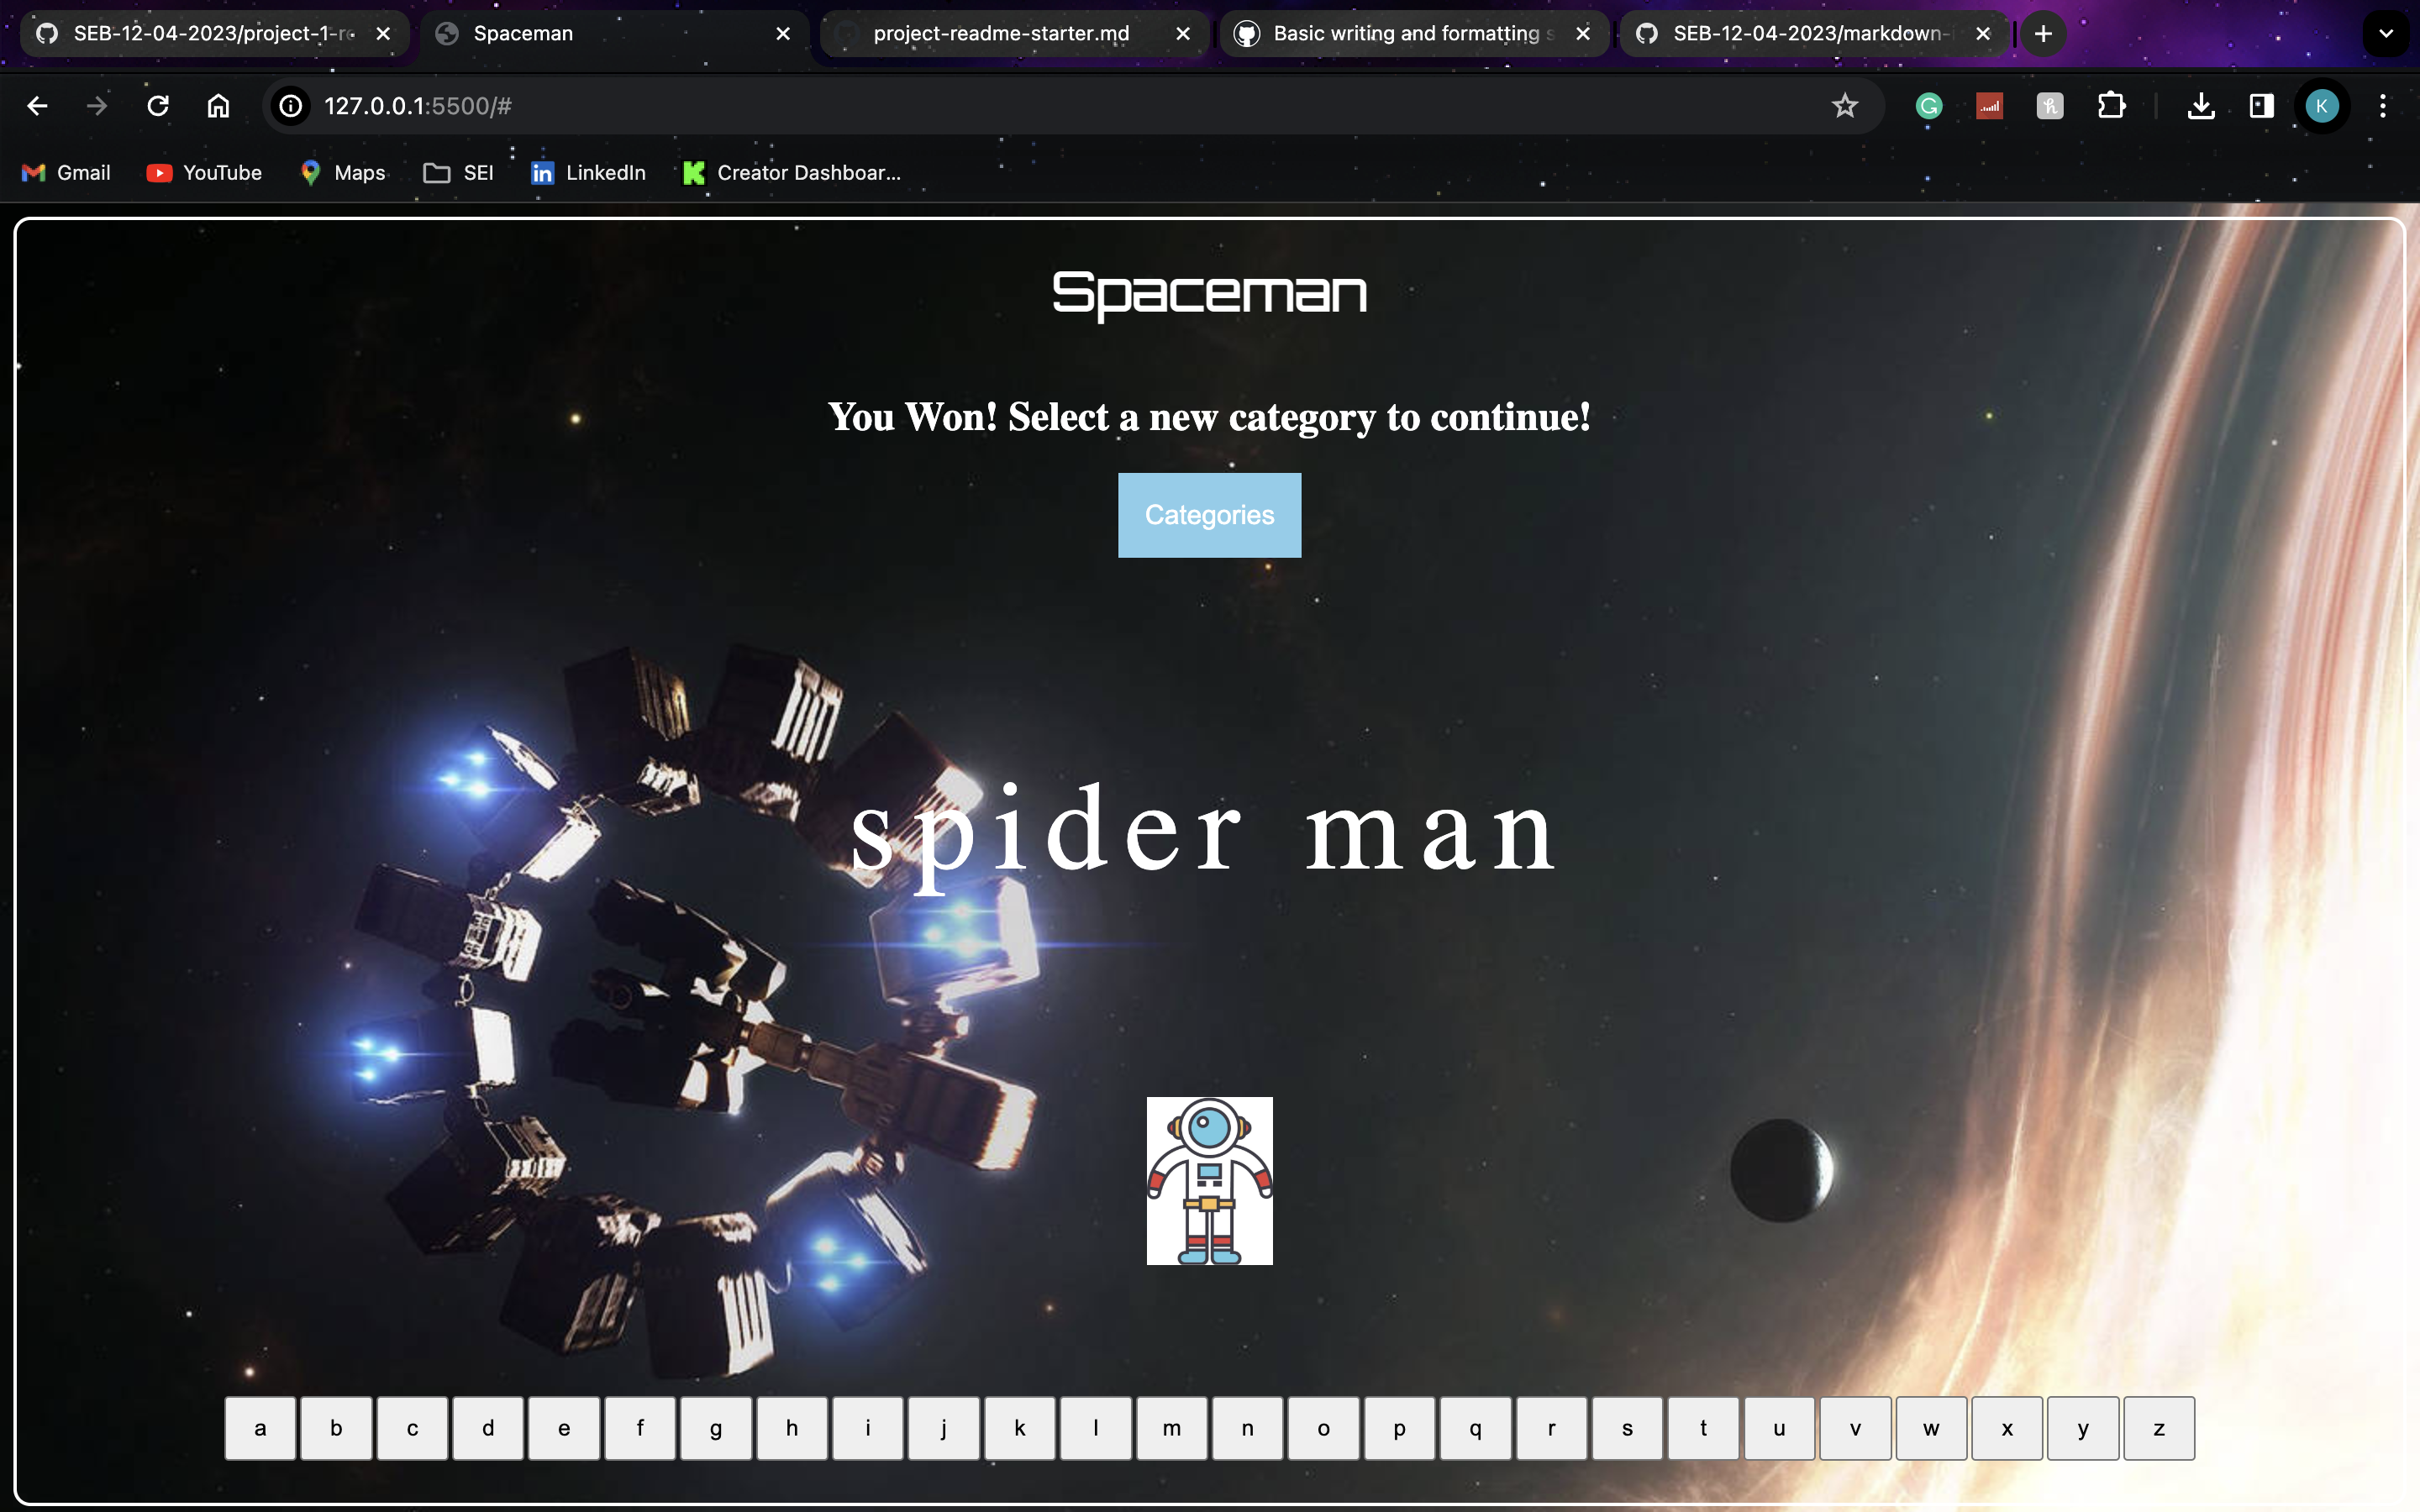 SEB-12-04-2023/project-1-re
Spaceman
project-readme-starter.md
Basic writing and formatting s
SEB-12-04-2023/markdown-
127.0.0.1:5500/#
K
Gmail
YouTube
Maps
SEI
LinkedIn
Creator Dashboar...
Spaceman
You Won! Select a new category to continue!
Categories
spider man
a b c d e f g h i j k l m n o p q r s t u v w x y z